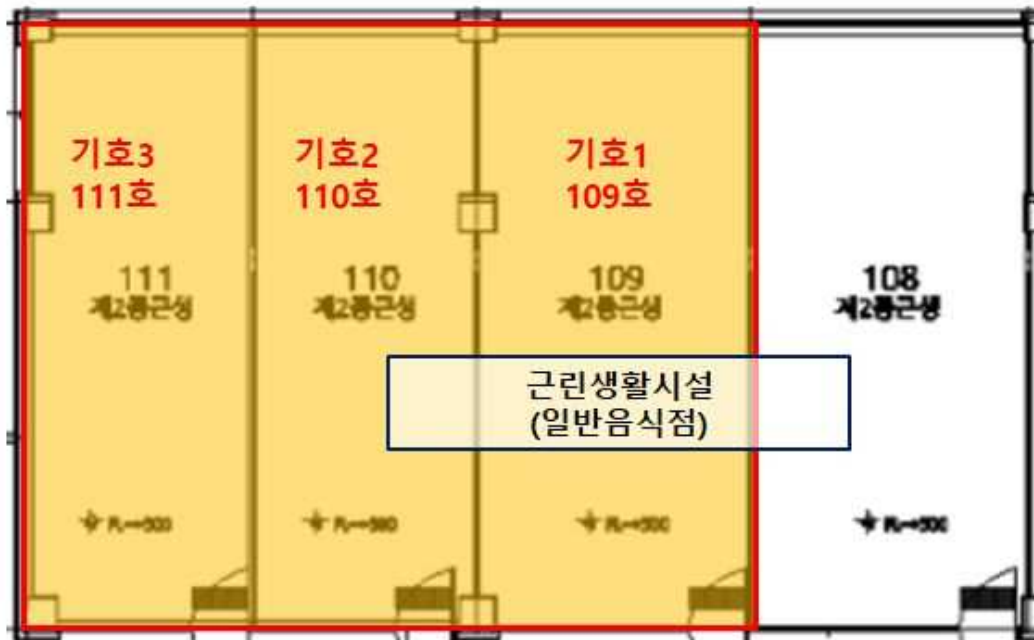 기호3
111호
기호2
110호
기호1
109호
111
제2종근생
110
제2종근생
109
제2종근생
108
제2종근생
근린생활시설
(일반음식점)